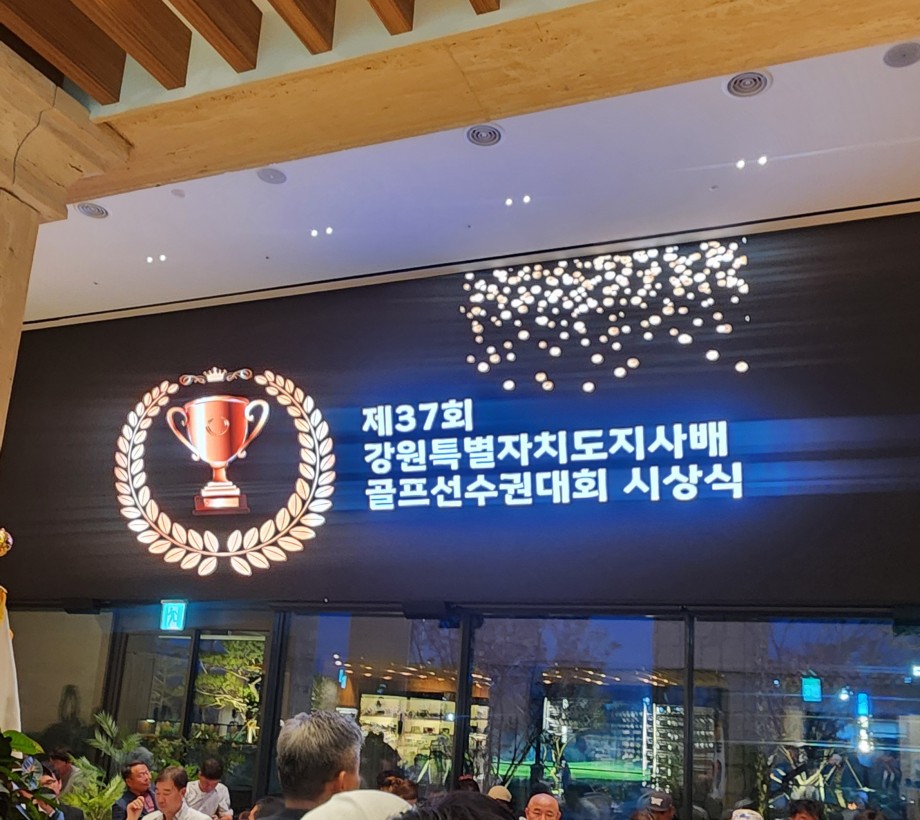 제37회
강원특별자치도지사배
골프선수권대회 시상식